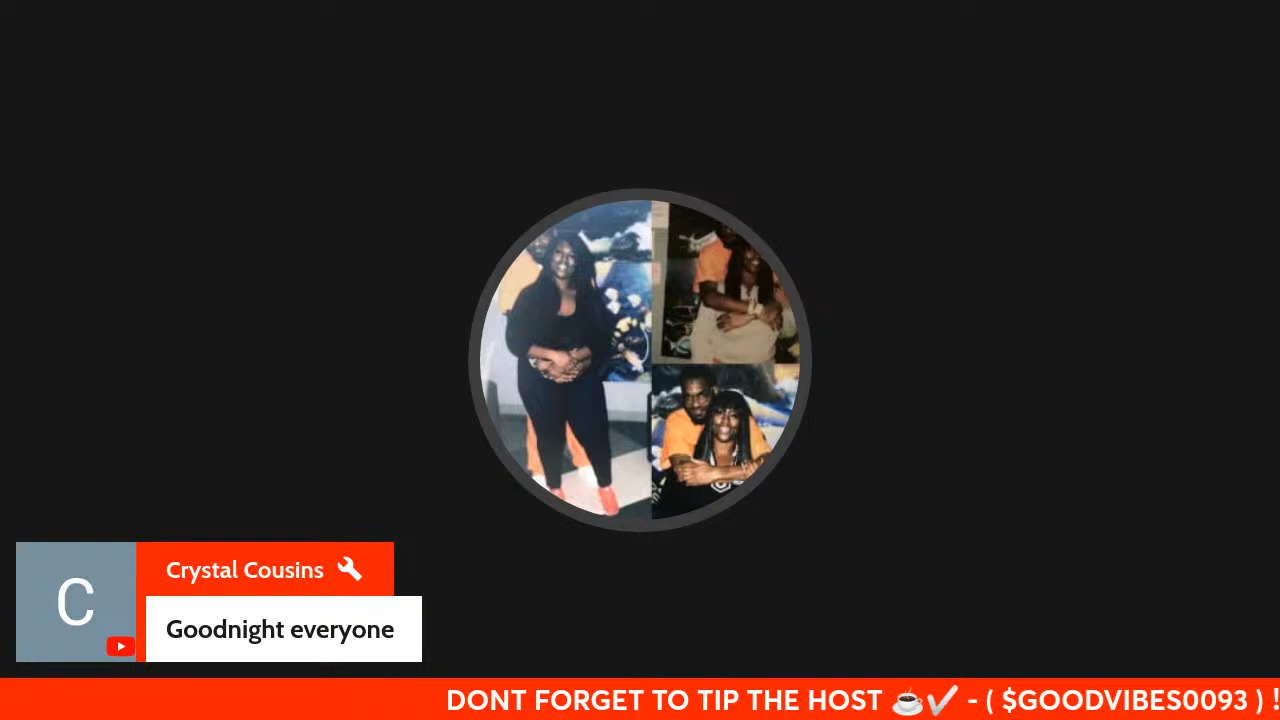 C
Crystal Cousins
Goodnight everyone
DONT FORGET TO TIP THE HOST ☕✔️ - ( $GOODVIBES0093 ) !